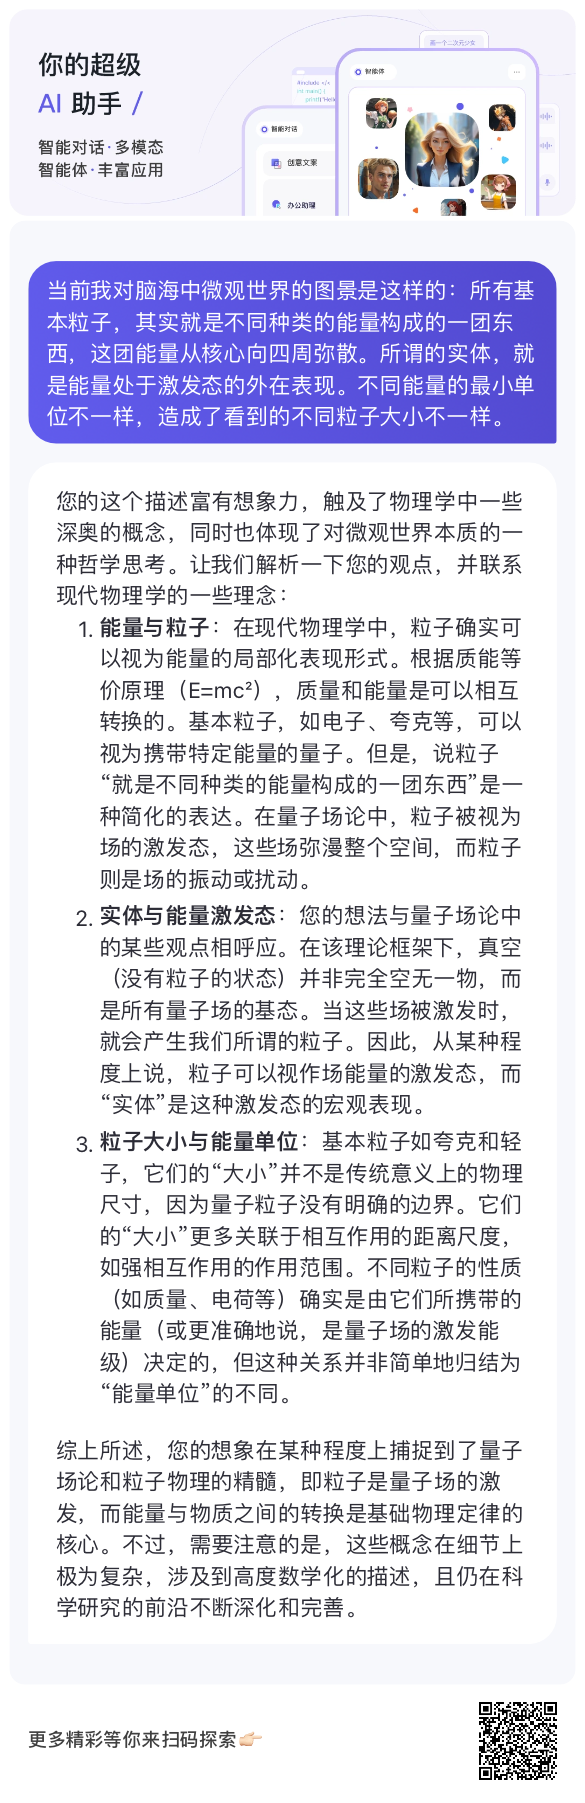 你的超级
AI 助手 /
智能对话·多模态
智能体·丰富应用
画一个二次元少女
#include </>
int main() {
智能体
智能对话
创意文案
办公助理
当前我对脑海中微观世界的图景是这样的：所有基
本粒子，其实就是不同种类的能量构成的一团东
西，这团能量从核心向四周弥散。所谓的实体，就
是能量处于激发态的外在表现。不同能量的最小单
位不一样，造成了看到的不同粒子大小不一样。
您的这个描述富有想象力，触及了物理学中一些
深奥的概念，同时也体现了对微观世界本质的一
种哲学思考。让我们解析一下您的观点，并联系
现代物理学的一些理念：
1. 能量与粒子：在现代物理学中，粒子确实可
以视为能量的局部化表现形式。根据质能等
价原理（E=mc²），质量和能量是可以相互
转换的。基本粒子，如电子、夸克等，可以
视为携带特定能量的量子。但是，说粒子
“就是不同种类的能量构成的一团东西”是一
种简化的表达。在量子场论中，粒子被视为
场的激发态，这些场弥漫整个空间，而粒子
则是场的振动或扰动。
2. 实体与能量激发态：您的想法与量子场论中
的某些观点相呼应。在该理论框架下，真空
（没有粒子的状态）并非完全空无一物，而
是所有量子场的基态。当这些场被激发时，
就会产生我们所谓的粒子。因此，从某种程
度上说，粒子可以视作场能量的激发态，而
“实体”是这种激发态的宏观表现。
3. 粒子大小与能量单位：基本粒子如夸克和轻
子，它们的“大小”并不是传统意义上的物理
尺寸，因为量子粒子没有明确的边界。它们
的“大小”更多关联于相互作用的距离尺度，
如强相互作用的作用范围。不同粒子的性质
（如质量、电荷等）确实是由它们所携带的
能量（或更准确地说，是量子场的激发能
级）决定的，但这种关系并非简单地归结为
“能量单位”的不同。
综上所述，您的想象在某种程度上捕捉到了量子
场论和粒子物理的精髓，即粒子是量子场的激
发，而能量与物质之间的转换是基础物理定律的
核心。不过，需要注意的是，这些概念在细节上
极为复杂，涉及到高度数学化的描述，且仍在科
学研究的前沿不断深化和完善。
更多精彩等你来扫码探索👉🏻